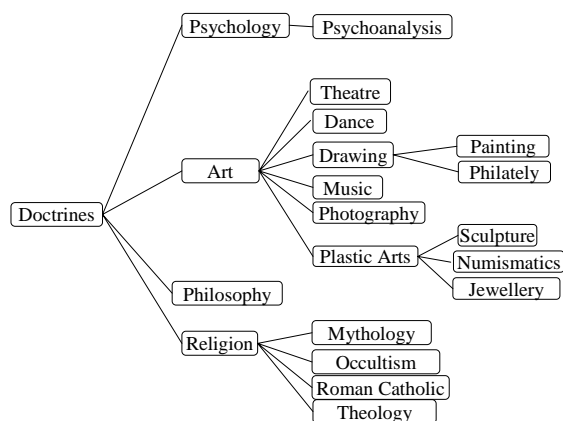 Psychology
Psychoanalysis
Theatre
Dance
Painting
Drawing
Philately
Art
Music
Photography
Doctrines
Sculpture
Plastic Arts
Numismatics
Jewellery
Philosophy
Mythology
Religion
Occultism
Roman Catholic
Theology